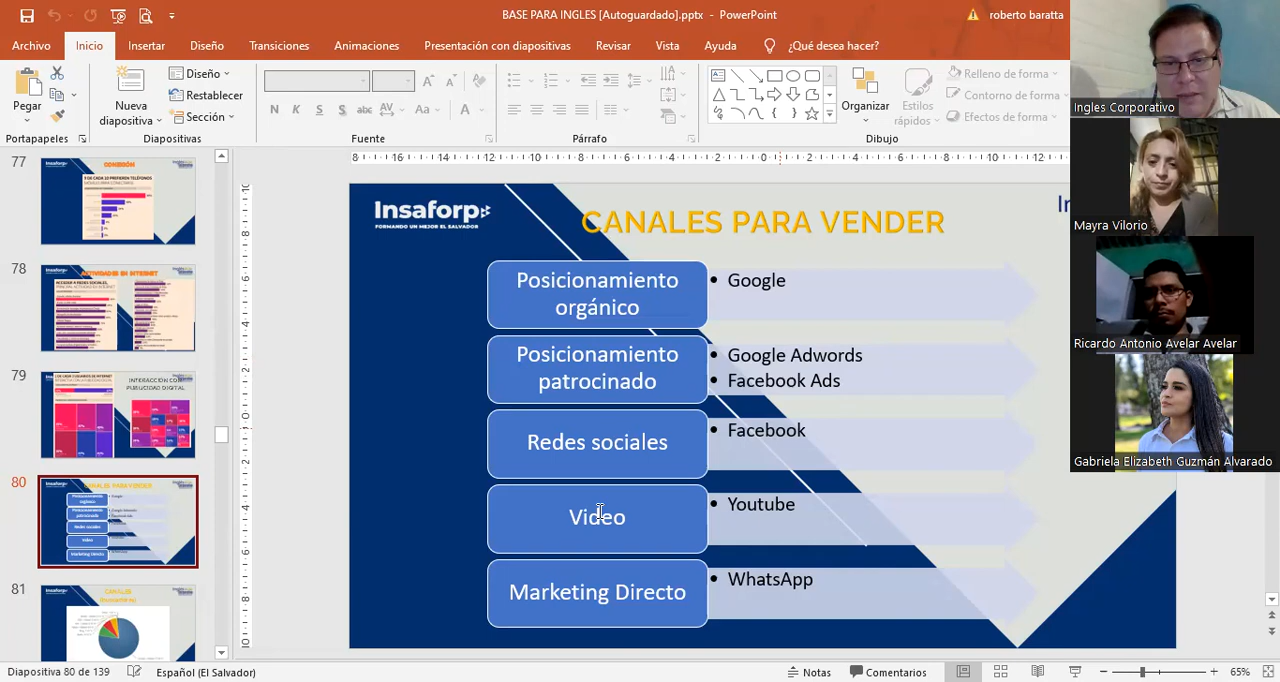 BASE PARA INGLES [Autoguardado].pptx - PowerPoint
roberto baratta
Archivo Inicio Insertar Diseño Transiciones Animaciones Presentación con diapositivas Revisar Vista Ayuda ¿Qué desea hacer?
Pegar
Nueva diapositiva
Diseño
Restablecer
Sección
N K S S abc AV Aa A
Organizar
Estilos rápidos
Relleno de forma
Contorno de forma
Efectos de forma
Portapapeles
Diapositivas
Fuente
Párrafo
Dibujo
77
78
79
80
81
Insaforp
FORMANDO UN MEJOR EL SALVADOR
CANALES PARA VENDER
Posicionamiento orgánico
• Google
Posicionamiento patrocinado
• Google Adwords
• Facebook Ads
Redes sociales
• Facebook
Video
• Youtube
Marketing Directo
• WhatsApp
Ingles Corporativo
Mayra Vilorio
Ricardo Antonio Avelar Avelar
Gabriela Elizabeth Guzmán Alvarado
Diapositiva 80 de 139
Español (El Salvador)
Notas
Comentarios
65%